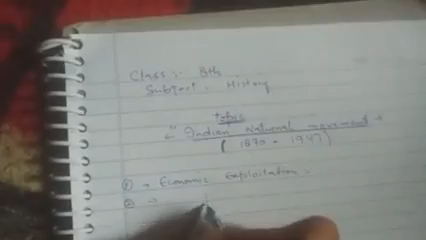 Class :- 8th
Subject : History
topic
" Indian National movement "
( 1870 - 1947)
① → Economic Exploitation.
② →